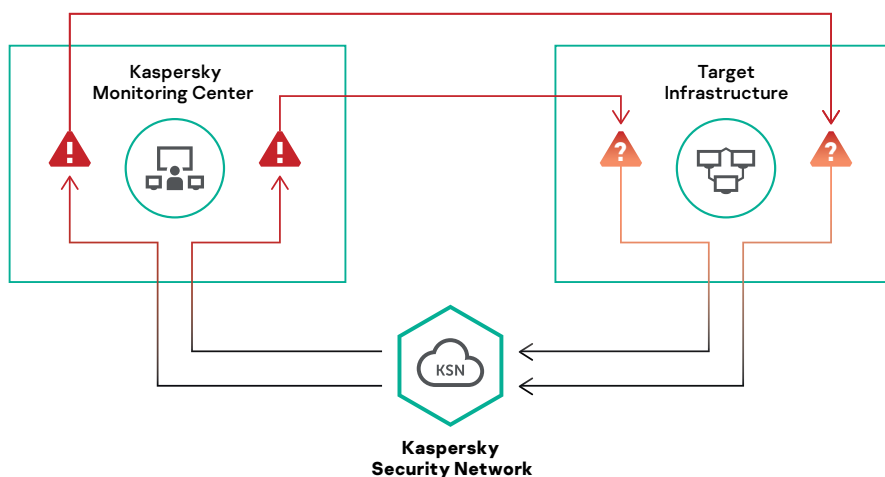 Kaspersky
Monitoring Center
!
!
Target
Infrastructure
?
?
KSN
Kaspersky
Security Network